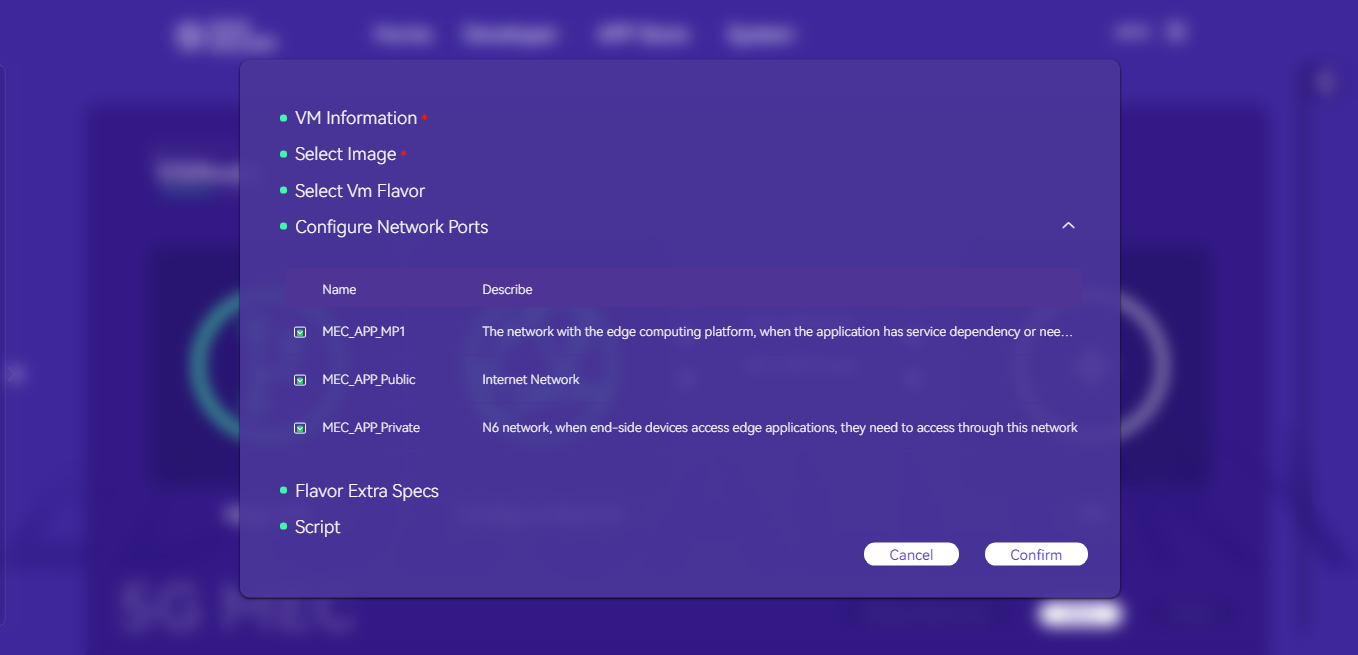 VM Information *
Select Image *
Select Vm Flavor
Configure Network Ports
Name Describe
MEC_APP_MP1 The network with the edge computing platform, when the application has service dependency or nee...
MEC_APP_Public Internet Network
MEC_APP_Private N6 network, when end-side devices access edge applications, they need to access through this network
Flavor Extra Specs
Script
Cancel Confirm
5G MEC